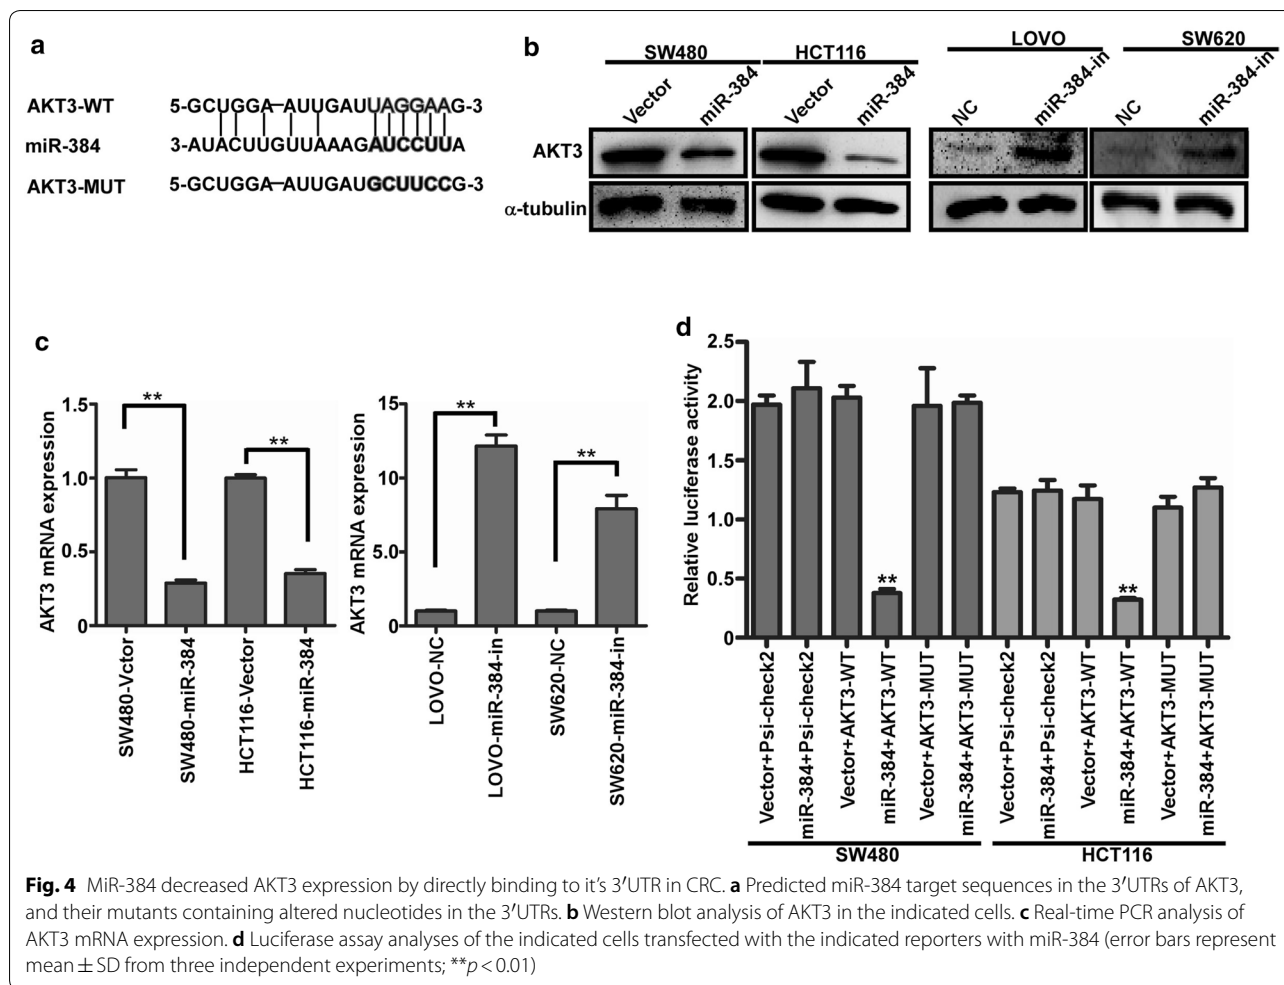 a
AKT3-WT 5-GCUGGA–AUUGAUUAGGAAG-3
miR-384 3-AUACUUGUUAAAGAUCCUUA
AKT3-MUT 5-GCUGGA–AUUGAUGCUUCCG-3
b
SW480 HCT116 LOVO SW620
Vector miR-384 Vector miR-384 NC miR-384-in NC miR-384-in
AKT3
α-tubulin
c
AKT3 mRNA expression
1.5
1.0
0.5
0
** **
SW480-Vctor
SW480-miR-384
HCT116-Vector
HCT116-miR-384
AKT3 mRNA expression
15
10
5.0
0
** **
LOVO-NC
LOVO-miR-384-in
SW620-NC
SW620-miR-384-in
d
Relative luciferase activity
2.5
2.0
1.5
1.0
0.5
0
** **
Vector+Psi-check2
miR-384+Psi-check2
Vector+AKT3-WT
miR-384+AKT3-WT
Vector+AKT3-MUT
miR-384+AKT3-MUT
Vector+Psi-check2
miR-384+Psi-check2
Vector+AKT3-WT
miR-384+AKT3-WT
Vector+AKT3-MUT
miR-384+AKT3-MUT
SW480 HCT116
Fig. 4 MiR-384 decreased AKT3 expression by directly binding to it's 3′UTR in CRC. a Predicted miR-384 target sequences in the 3′UTRs of AKT3,
and their mutants containing altered nucleotides in the 3′UTRs. b Western blot analysis of AKT3 in the indicated cells. c Real-time PCR analysis of
AKT3 mRNA expression. d Luciferase assay analyses of the indicated cells transfected with the indicated reporters with miR-384 (error bars represent
mean ± SD from three independent experiments; **p < 0.01)